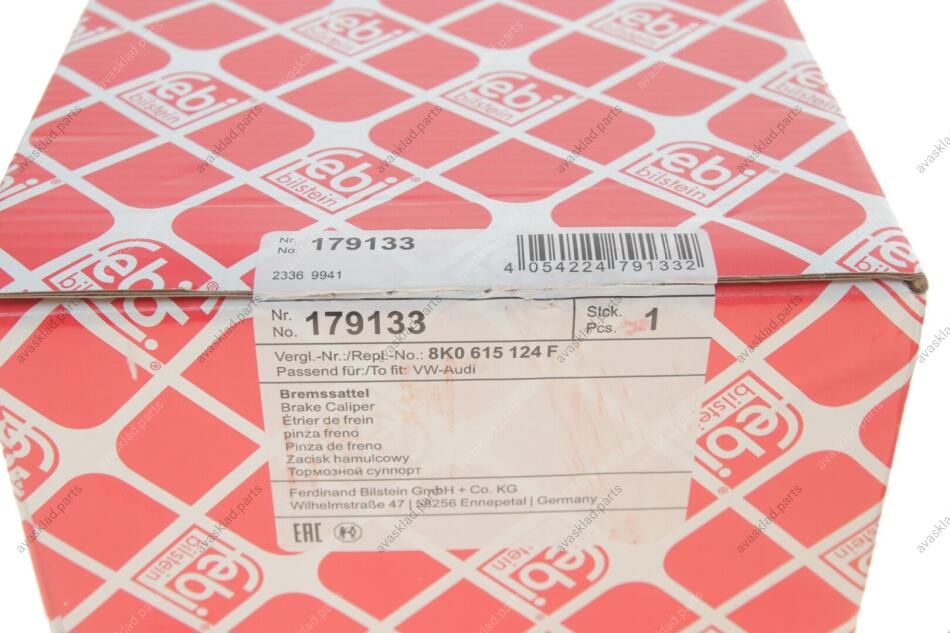 febi
bilstein
Nr.
No. 179133
2336 9941
4 054224 791332
Nr.
No. 179133
Stck.
Pcs. 1
Vergl.-Nr.:/Repl.-No.: 8K0 615 124 F
Passend für:/To fit: VW-Audi
Bremssattel
Brake Caliper
Étrier de frein
pinza freno
Pinza de freno
Zacisk hamulcowy
Тормозной суппорт
Ferdinand Bilstein GmbH + Co. KG
Wilhelmstraße 47 | 58256 Ennepetal | Germany
EAC
avasklad.parts